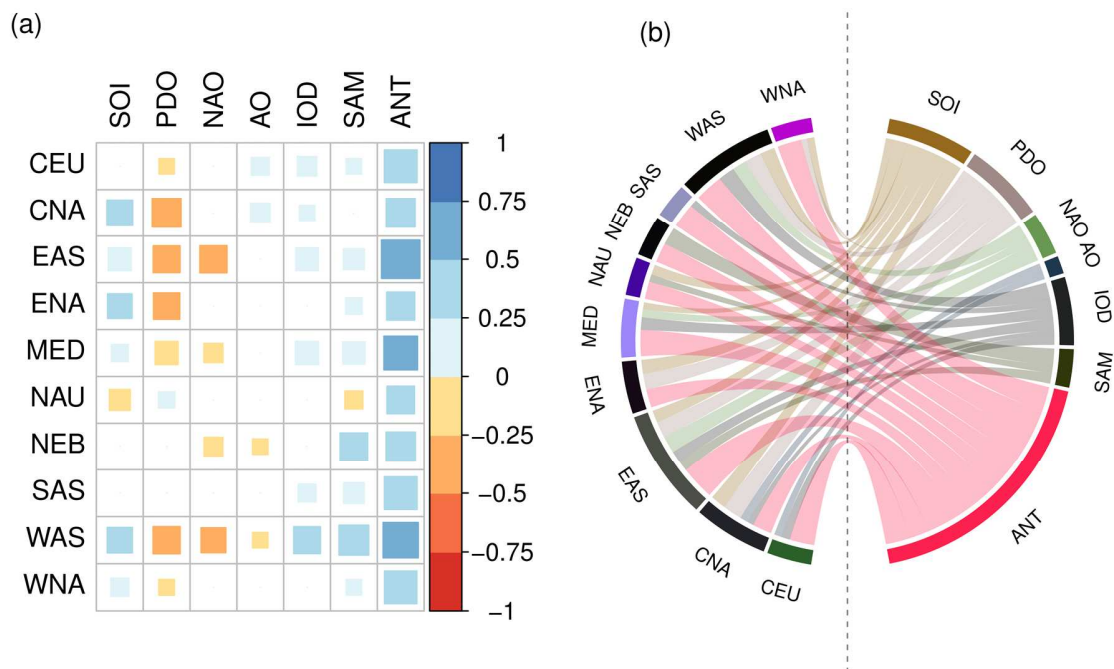 (a)
SOI PDO NAO AO IOD SAM ANT
CEU
CNA
EAS
ENA
MED
NAU
NEB
SAS
WAS
WNA
1
0.75
0.5
0.25
0
−0.25
−0.5
−0.75
−1
(b)
WNA
WAS
SAS
NEB
NAU
MED
ENA
EAS
CNA
CEU
SOI
PDO
NAO
AO
IOD
SAM
ANT